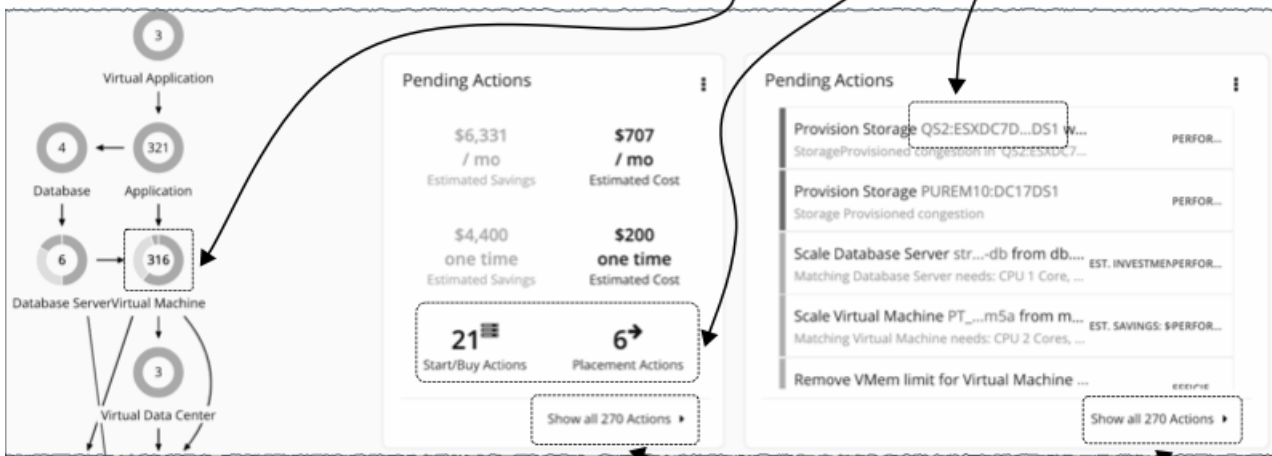 3
Virtual Application
4
321
Database
Application
6
316
Database Server
Virtual Machine
3
Virtual Data Center
Pending Actions
$6,331
/ mo
Estimated Savings
$707
/ mo
Estimated Cost
$4,400
one time
Estimated Savings
$200
one time
Estimated Cost
21
Start/Buy Actions
6
Placement Actions
Show all 270 Actions
Pending Actions
Provision Storage QS2:ESXDC7D...DS1 w...
StorageProvisioned congestion in 'QS2:ESXDC7...
PERFOR...
Provision Storage PUREM10:DC17DS1
Storage Provisioned congestion
PERFOR...
Scale Database Server str...-db from db....
Matching Database Server needs: CPU 1 Core, ...
EST. INVESTMEN PERFOR...
Scale Virtual Machine PT_...m5a from m...
Matching Virtual Machine needs: CPU 2 Cores, ...
EST. SAVINGS: $ PERFOR...
Remove VMem limit for Virtual Machine ...
Show all 270 Actions